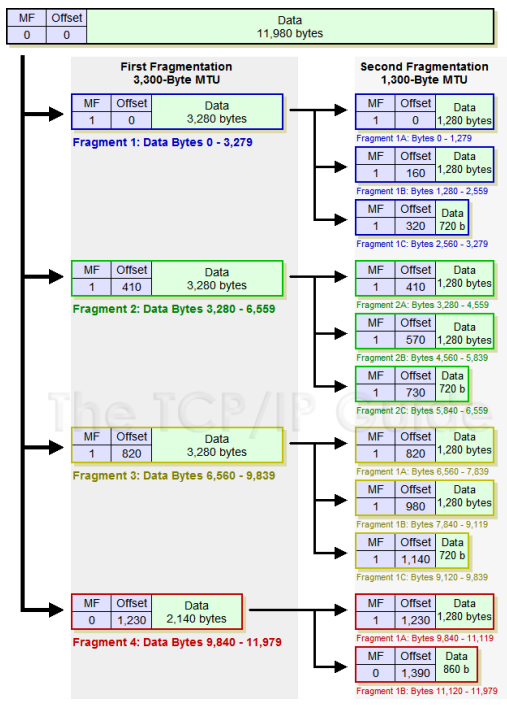 MF Offset Data
0 0 11,980 bytes
First Fragmentation
3,300-Byte MTU
Second Fragmentation
1,300-Byte MTU
MF Offset Data
1 0 3,280 bytes
Fragment 1: Data Bytes 0 - 3,279
MF Offset Data
1 0 1,280 bytes
Fragment 1A: Bytes 0 - 1,279
MF Offset Data
1 160 1,280 bytes
Fragment 1B: Bytes 1,280 - 2,559
MF Offset Data
1 320 720 b
Fragment 1C: Bytes 2,560 - 3,279
MF Offset Data
1 410 3,280 bytes
Fragment 2: Data Bytes 3,280 - 6,559
MF Offset Data
1 410 1,280 bytes
Fragment 2A: Bytes 3,280 - 4,559
MF Offset Data
1 570 1,280 bytes
Fragment 2B: Bytes 4,560 - 5,839
MF Offset Data
1 730 720 b
Fragment 2C: Bytes 5,840 - 6,559
The TCP/IP Guide
MF Offset Data
1 820 3,280 bytes
Fragment 3: Data Bytes 6,560 - 9,839
MF Offset Data
1 820 1,280 bytes
Fragment 1A: Bytes 6,560 - 7,839
MF Offset Data
1 980 1,280 bytes
Fragment 1B: Bytes 7,840 - 9,119
MF Offset Data
1 1,140 720 b
Fragment 1C: Bytes 9,120 - 9,839
MF Offset Data
0 1,230 2,140 bytes
Fragment 4: Data Bytes 9,840 - 11,979
MF Offset Data
1 1,230 1,280 bytes
Fragment 1A: Bytes 9,840 - 11,119
MF Offset Data
0 1,390 860 b
Fragment 1B: Bytes 11,120 - 11,979